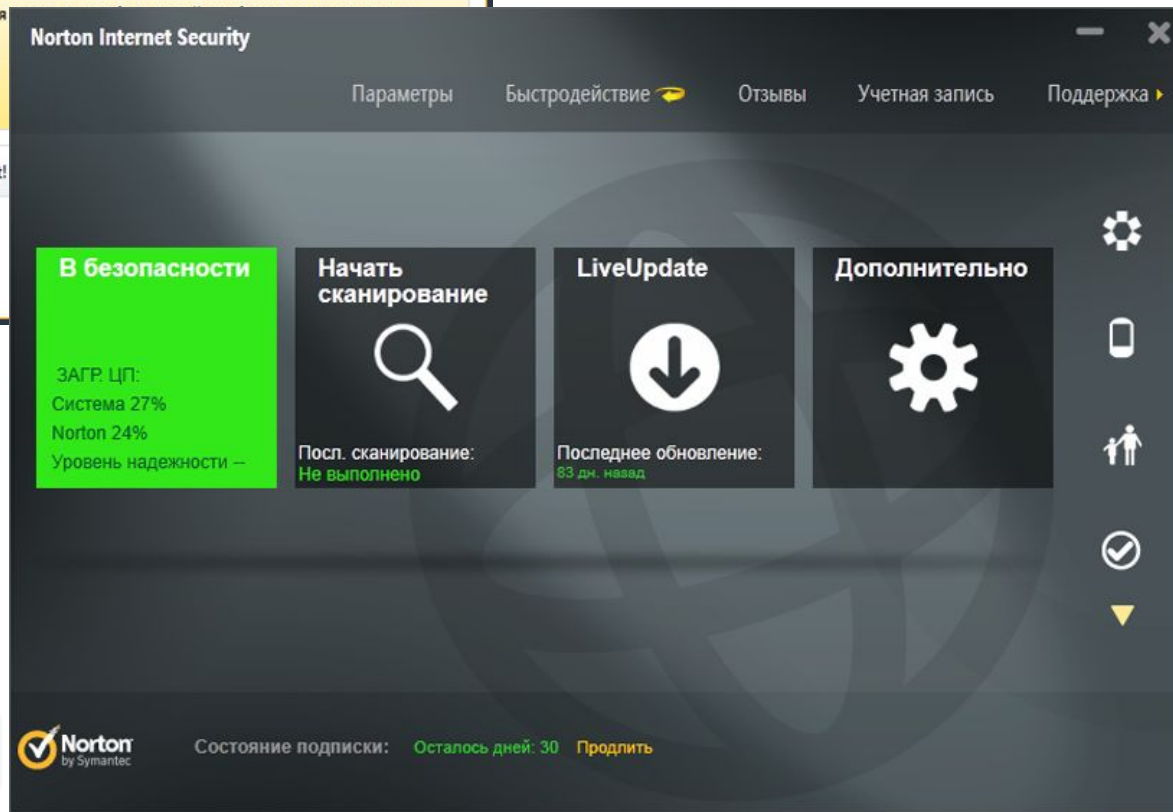 я
Norton Internet Security
Параметры Быстродействие Отзывы Учетная запись Поддержка
В безопасности
ЗАГР. ЦП:
Система 27%
Norton 24%
Уровень надежности --
Начать
сканирование
Посл. сканирование:
Не выполнено
LiveUpdate
Последнее обновление:
83 дн. назад
Дополнительно
Norton
by Symantec
Состояние подписки: Осталось дней: 30 Продлить